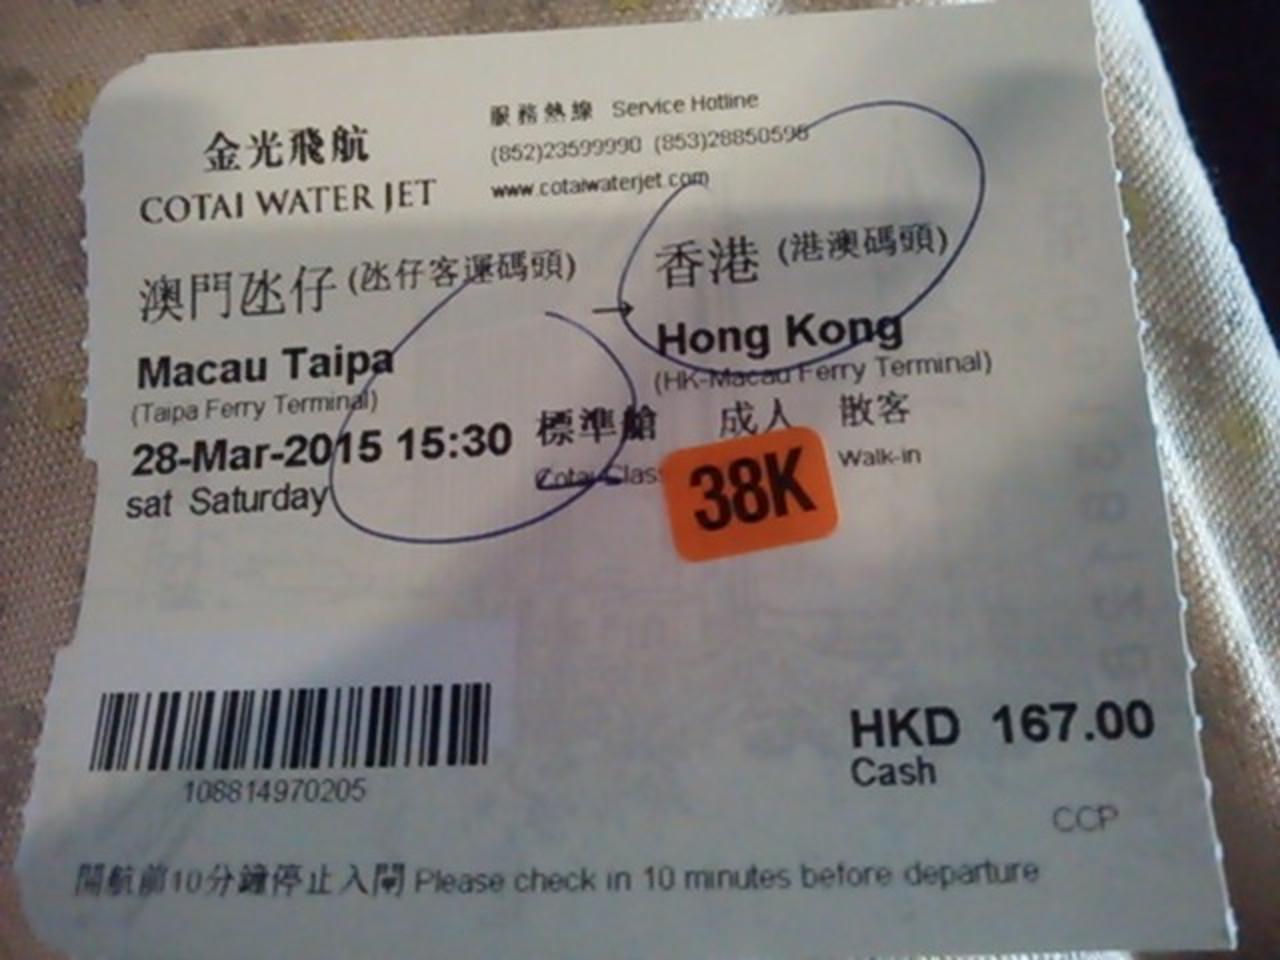 金光飛航
COTAI WATER JET
服務熱線 Service Hotline
(852)23599990 (853)28850595
www.cotaiwaterjet.com
澳門氹仔 (氹仔客運碼頭)
Macau Taipa
(Taipa Ferry Terminal)
→
香港 (港澳碼頭)
Hong Kong
(HK-Macau Ferry Terminal)
28-Mar-2015 15:30
sat Saturday
標準艙 成人 散客
Cotai Clas Walk-in
38K
108814970205
HKD 167.00
Cash
CCP
開航前10分鐘停止入閘 Please check in 10 minutes before departure